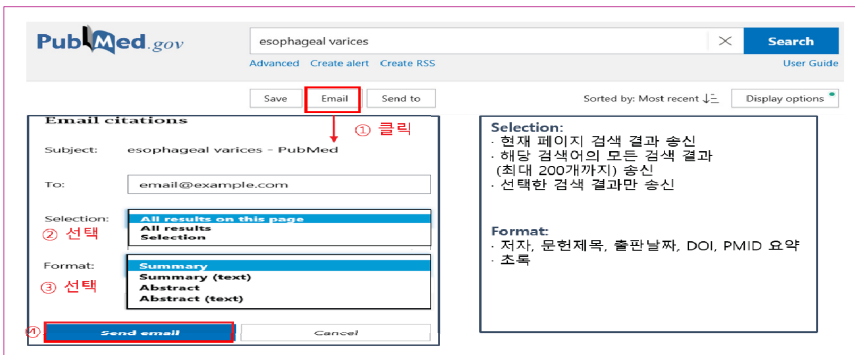 PubMed.gov
esophageal varices
Search
Advanced Create alert Create RSS
User Guide
Save Email Send to
Sorted by: Most recent
Display options
Email citations
① 클릭
Subject: esophageal varices - PubMed
To: email@example.com
Selection: All results on this page
All results
Selection
② 선택
Format: Summary
Summary (text)
Abstract
Abstract (text)
③ 선택
④ Send email Cancel
Selection:
· 현재 페이지 검색 결과 송신
· 해당 검색어의 모든 검색 결과
(최대 200개까지) 송신
· 선택한 검색 결과만 송신
Format:
· 저자, 문헌제목, 출판날짜, DOI, PMID 요약
· 초록